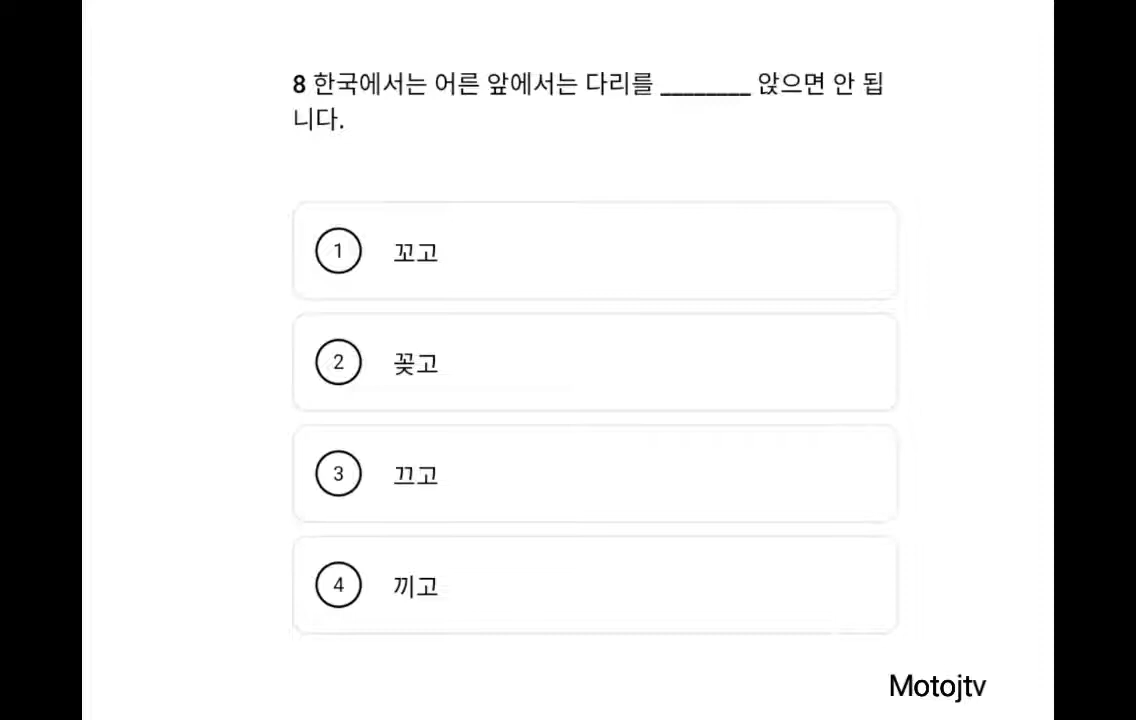 8 한국에서는 어른 앞에서는 다리를 ________ 앉으면 안 됩
니다.
1 꼬고
2 꽂고
3 끄고
4 끼고
Motojtv